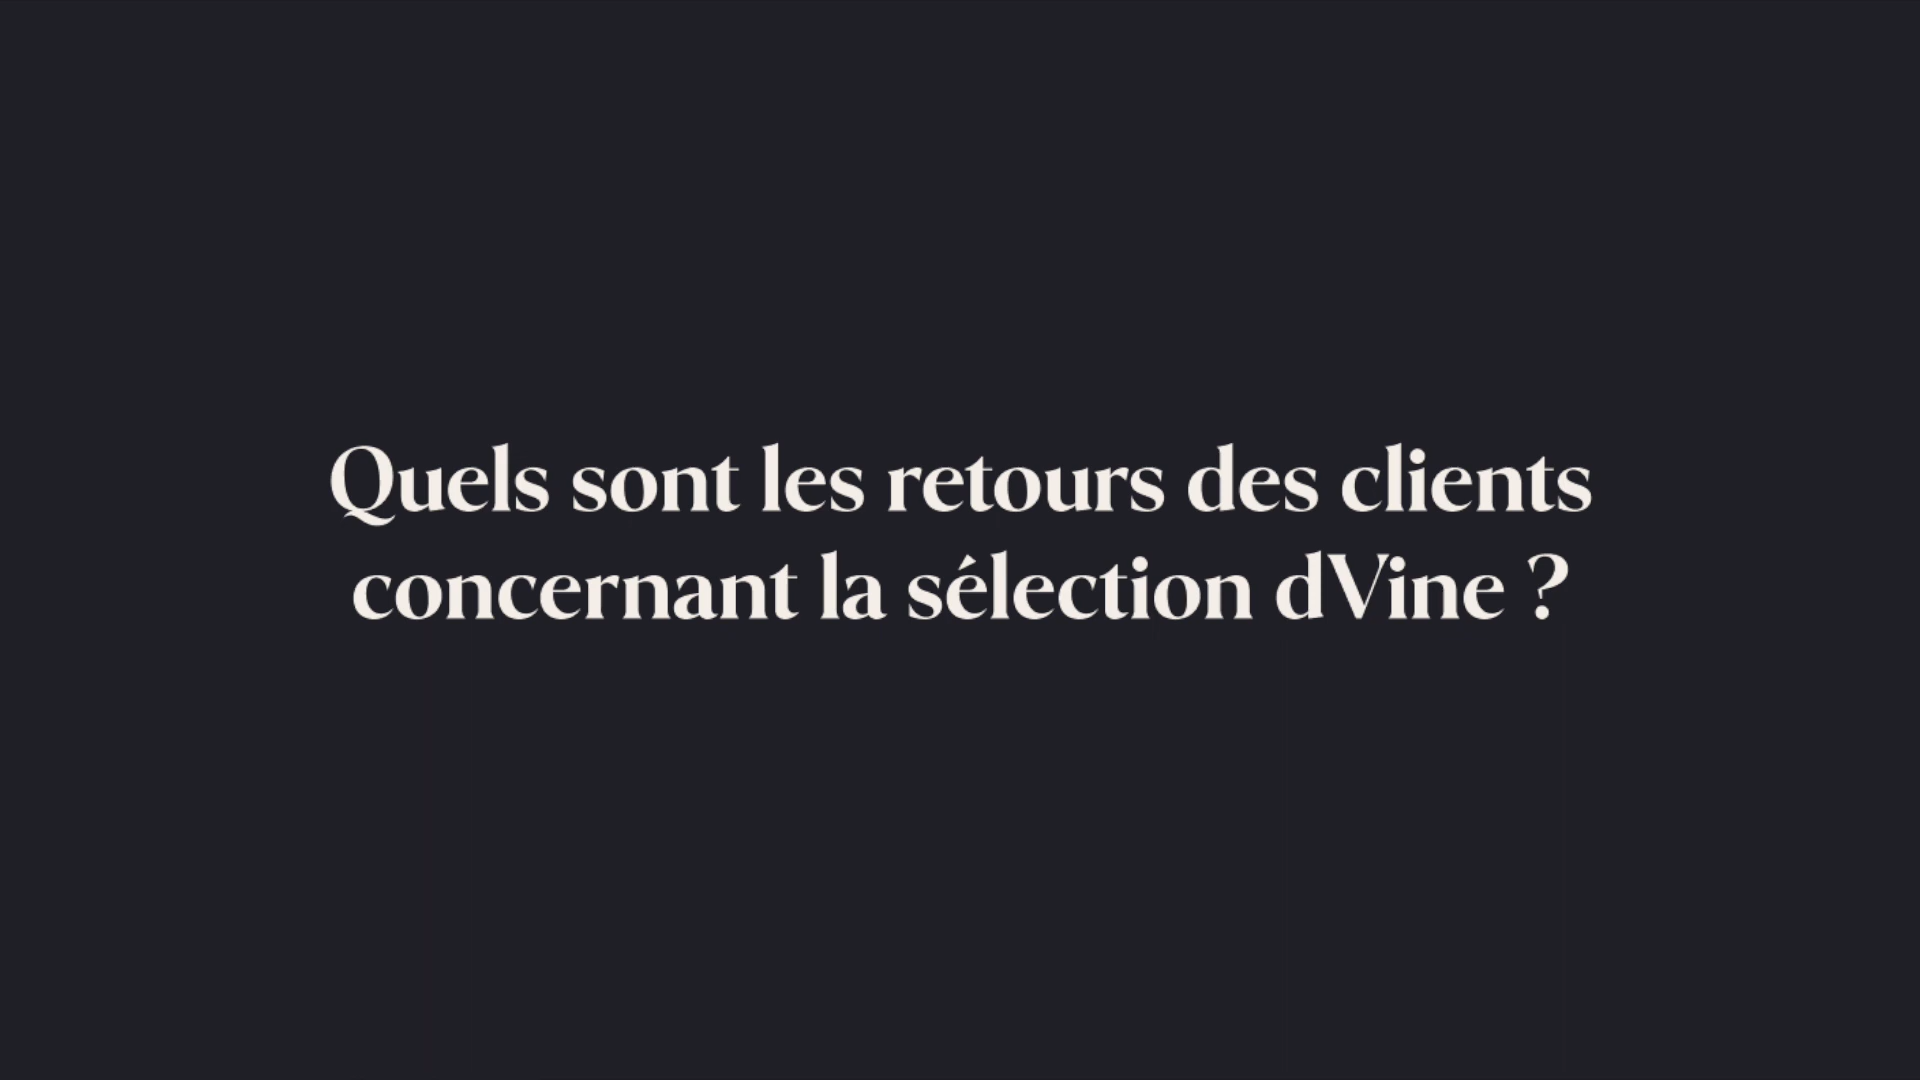 Quels sont les retours des clients
concernant la sélection dVine ?